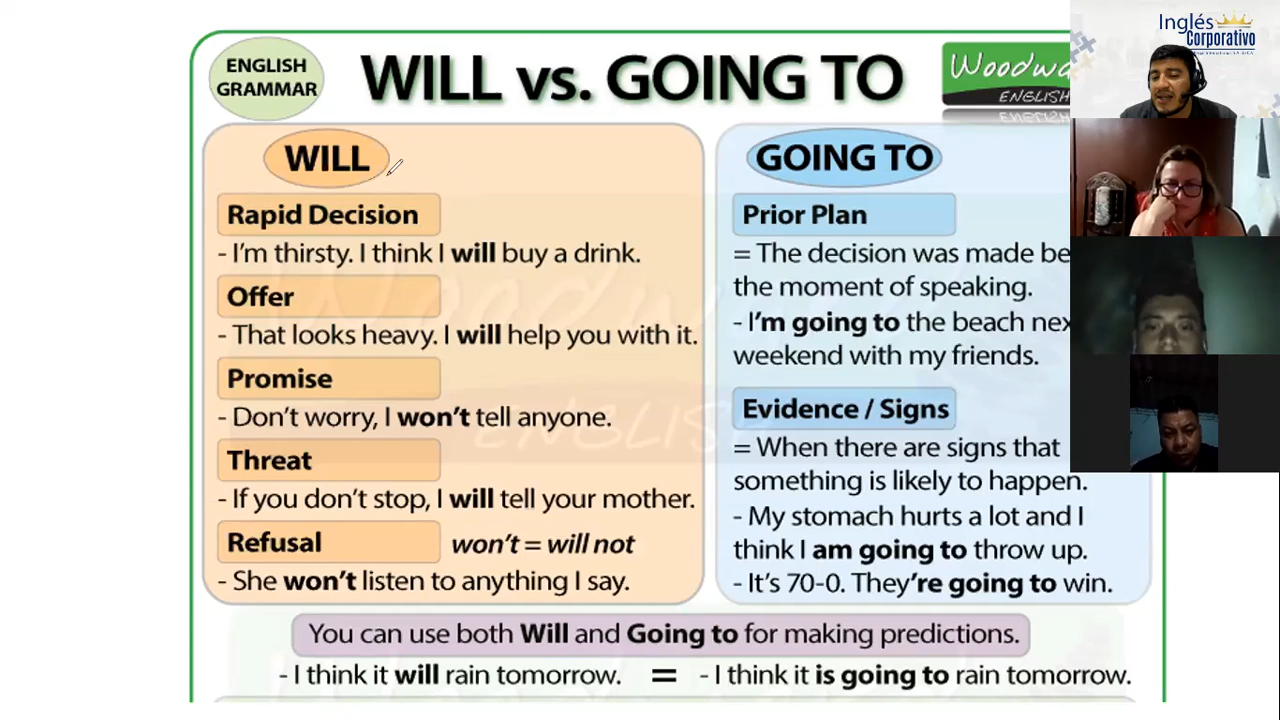 ENGLISH
GRAMMAR
WILL vs. GOING TO
ENGLISH
Inglés
Corporativo
WILL
Rapid Decision
- I'm thirsty. I think I will buy a drink.
Offer
- That looks heavy. I will help you with it.
Promise
- Don't worry, I won't tell anyone.
Threat
- If you don't stop, I will tell your mother.
Refusal won't = will not
- She won't listen to anything I say.
GOING TO
Prior Plan
= The decision was made be
the moment of speaking.
- I'm going to the beach nex
weekend with my friends.
Evidence / Signs
= When there are signs that
something is likely to happen.
- My stomach hurts a lot and I
think I am going to throw up.
- It's 70-0. They're going to win.
You can use both Will and Going to for making predictions.
- I think it will rain tomorrow. = - I think it is going to rain tomorrow.